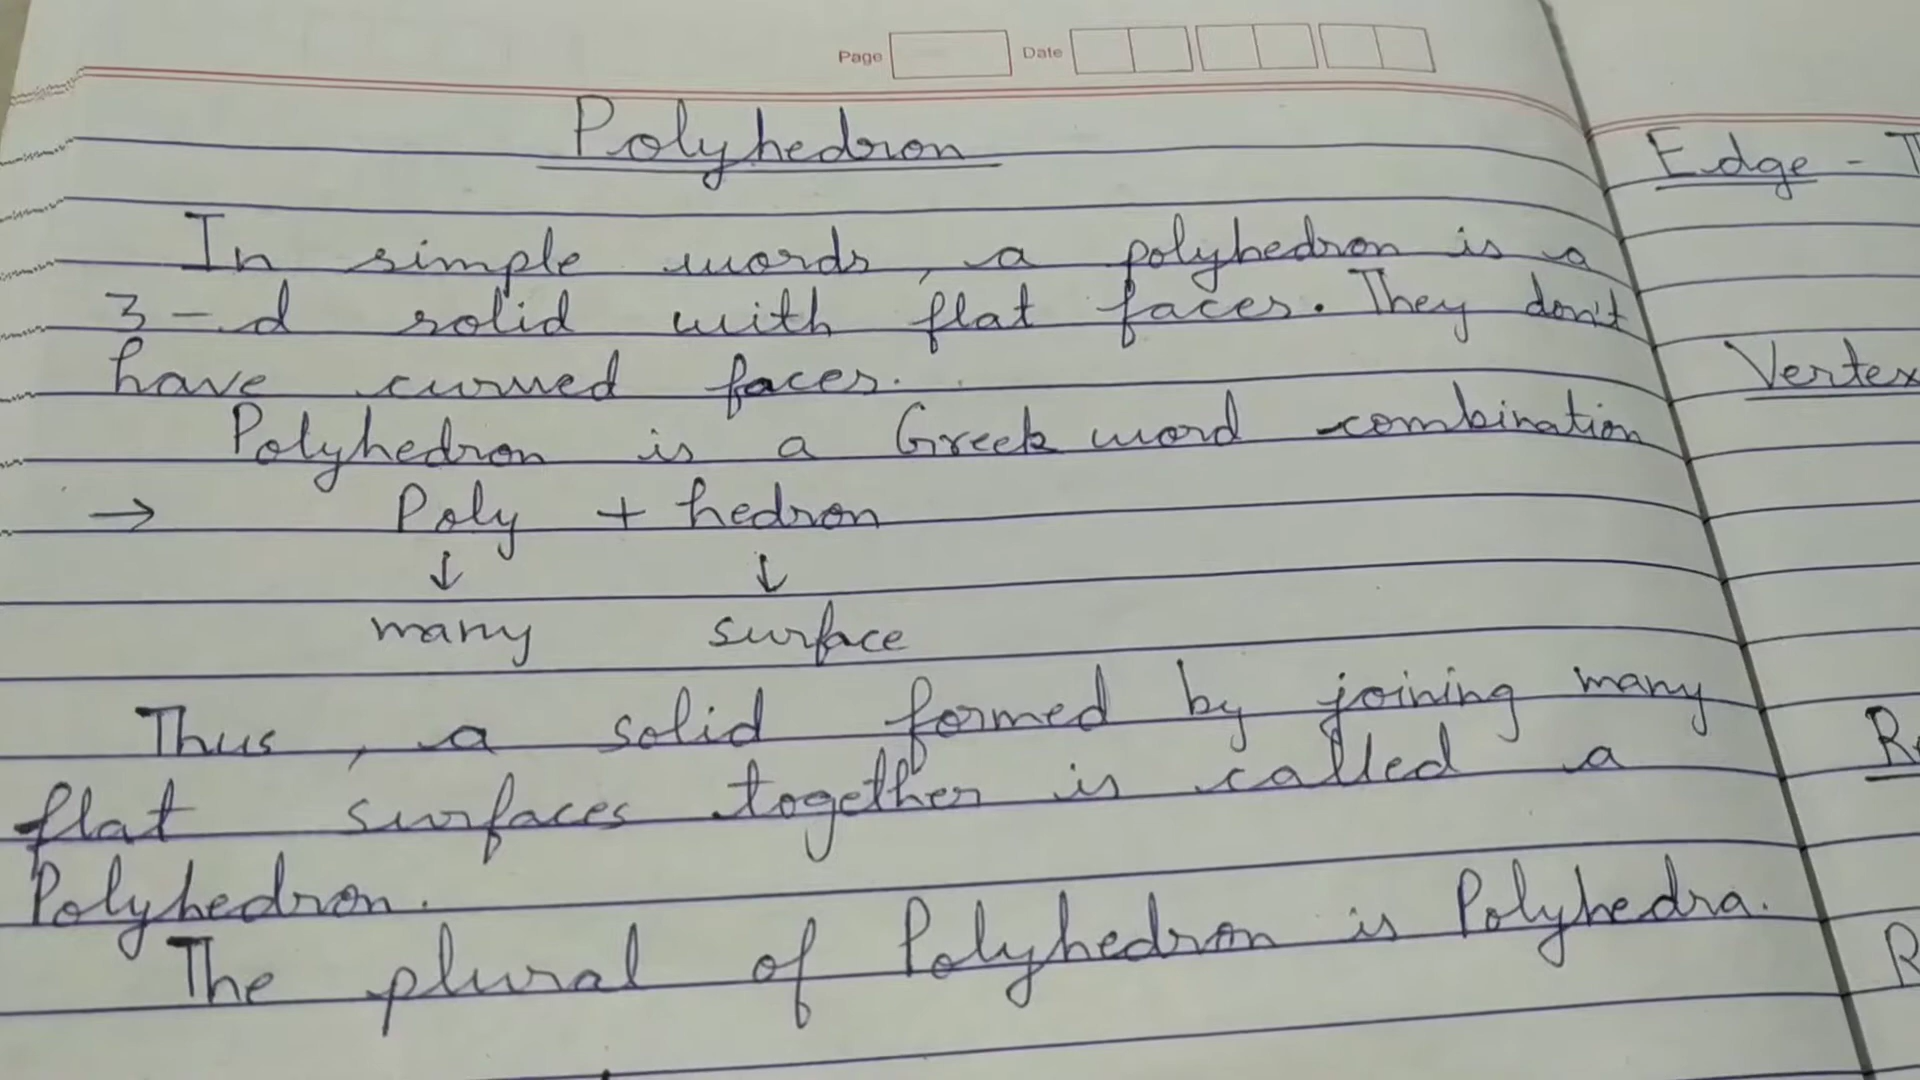 Page Date
Polyhedron
In simple words, a polyhedron is a
3-d solid with flat faces. They don't
have curved faces.
Polyhedron is a Greek word combination
→ Poly + hedron
↓ ↓
many surface
Thus, a solid formed by joining many
flat surfaces together is called a
Polyhedron.
The plural of Polyhedron is Polyhedra.
Edge -
Vertex